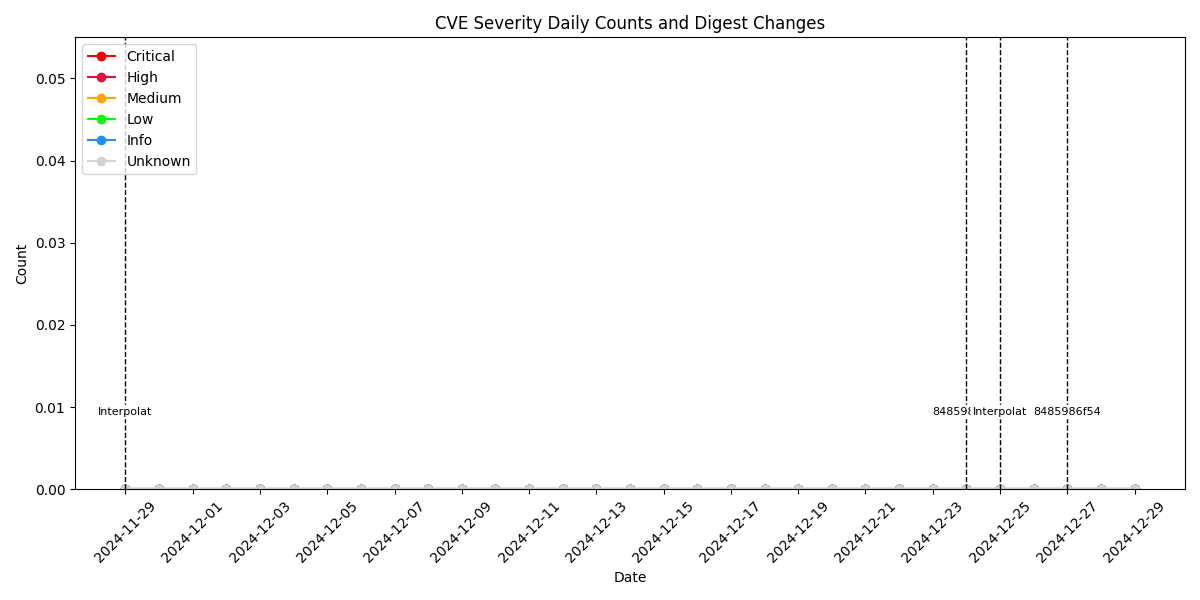 CVE Severity Daily Counts and Digest Changes
Critical
High
Medium
Low
Info
Unknown
0.05
0.04
0.03
0.02
0.01
0.00
Count
Interpolat
Interpolat
8485986f54
2024-11-29
2024-12-01
2024-12-03
2024-12-05
2024-12-07
2024-12-09
2024-12-11
2024-12-13
2024-12-15
2024-12-17
2024-12-19
2024-12-21
2024-12-23
2024-12-25
2024-12-27
2024-12-29
Date